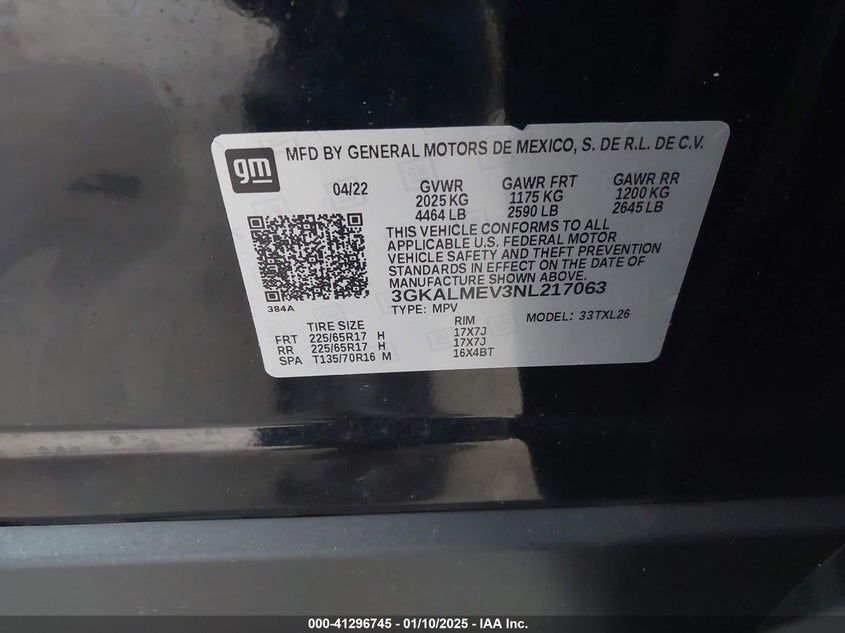 gm
MFD BY GENERAL MOTORS DE MEXICO, S. DE R.L. DE C.V.
04/22 GVWR GAWR FRT GAWR RR
2025 KG 1175 KG 1200 KG
4464 LB 2590 LB 2645 LB
THIS VEHICLE CONFORMS TO ALL
APPLICABLE U.S. FEDERAL MOTOR
VEHICLE SAFETY AND THEFT PREVENTION
STANDARDS IN EFFECT ON THE DATE OF
MANUFACTURE SHOWN ABOVE.
384A
3GKALMEV3NL217063
TYPE: MPV MODEL: 33TXL26
TIRE SIZE RIM
FRT 225/65R17 H 17X7J
RR 225/65R17 H 17X7J
SPA T135/70R16 M 16X4BT
000-41296745 — 01/10/2025 — IAA Inc.